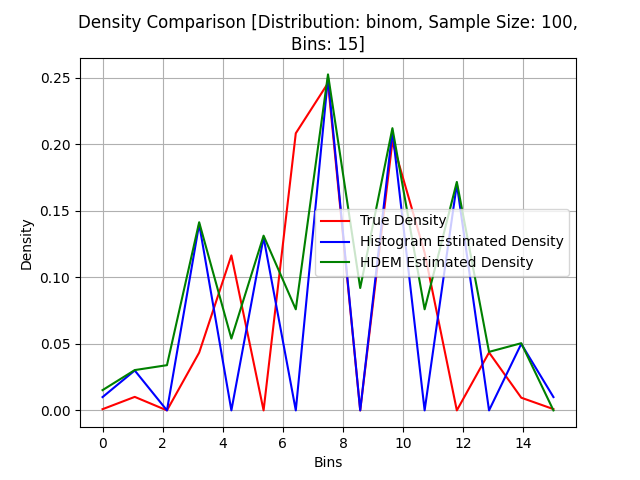 Density Comparison [Distribution: binom, Sample Size: 100,
Bins: 15]
Density
0.25
0.20
0.15
0.10
0.05
0.00
True Density
Histogram Estimated Density
HDEM Estimated Density
0 2 4 6 8 10 12 14
Bins